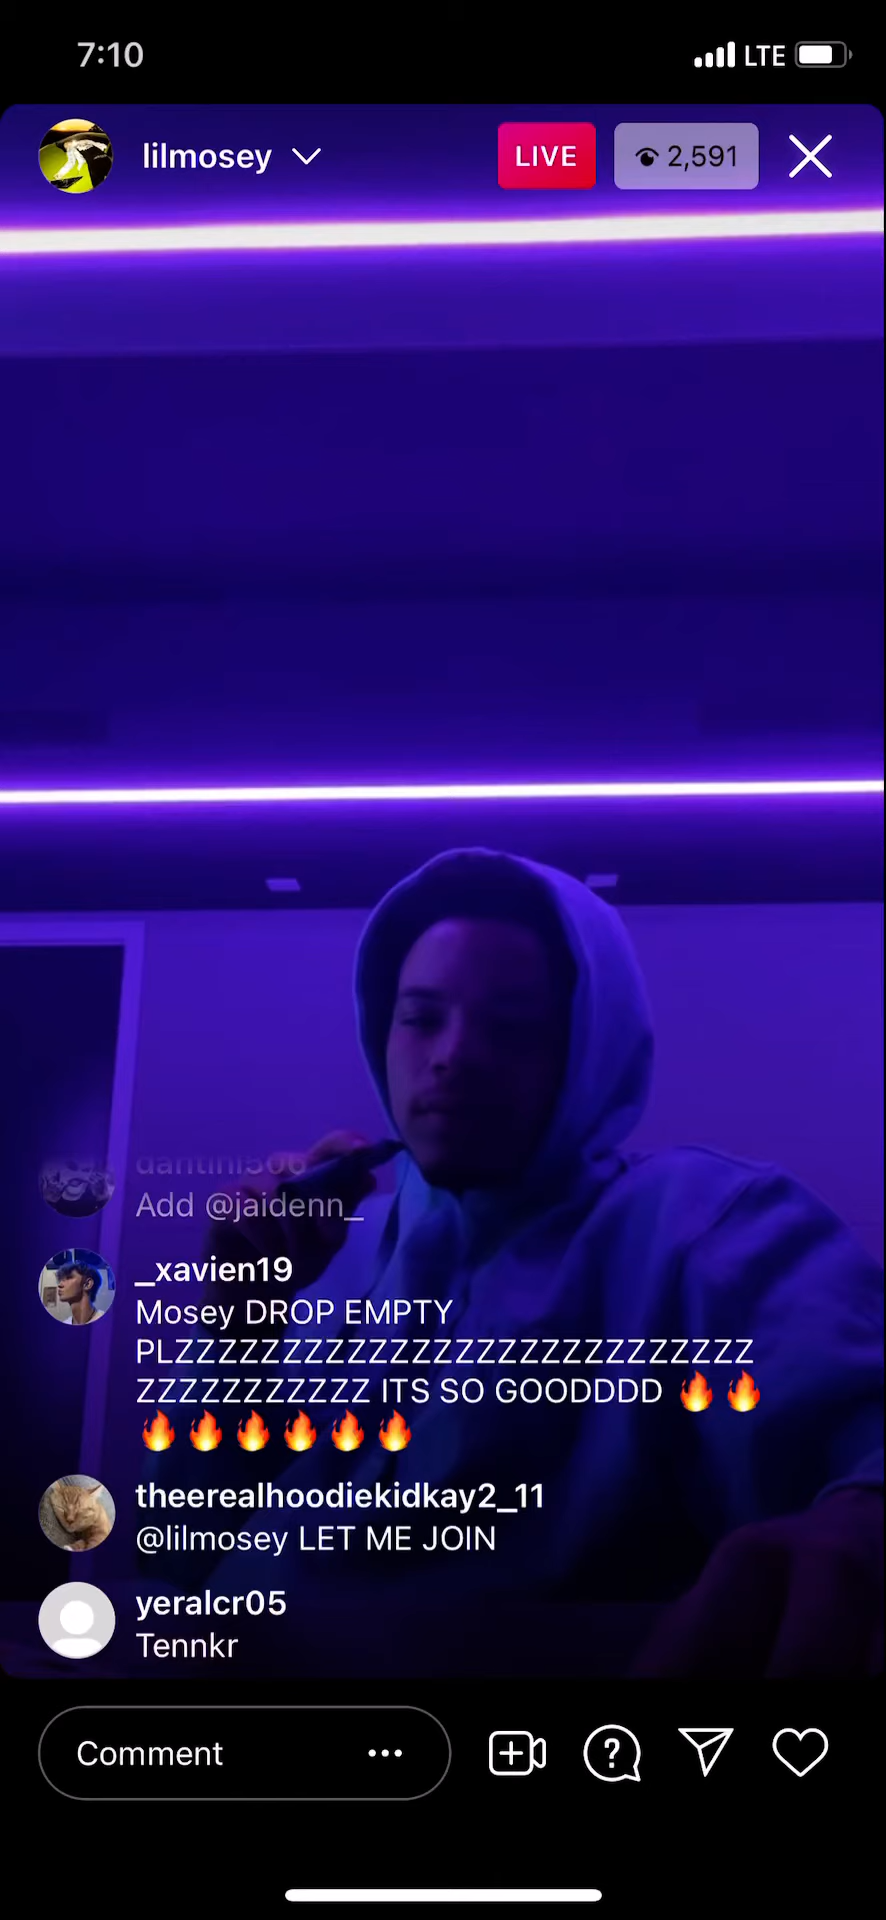 7:10
LTE
lilmosey
LIVE
2,591
dantini506
Add @jaidenn_
_xavien19
Mosey DROP EMPTY
PLZZZZZZZZZZZZZZZZZZZZZZZZZZZ
ZZZZZZZZZZZ ITS SO GOODDDD 🔥🔥
🔥🔥🔥🔥🔥🔥
theerealhoodiekidkay2_11
@lilmosey LET ME JOIN
yeralcr05
Tennkr
Comment